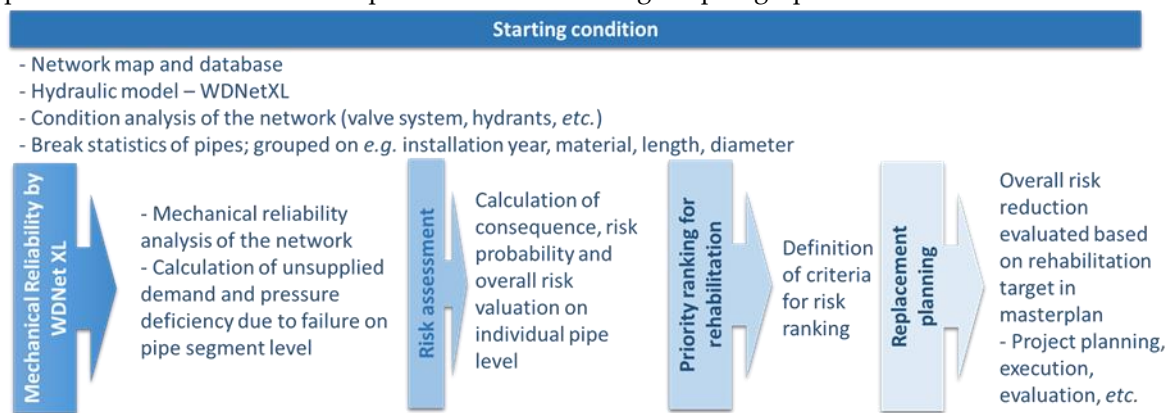 Starting condition
- Network map and database
- Hydraulic model – WDNetXL
- Condition analysis of the network (valve system, hydrants, etc.)
- Break statistics of pipes; grouped on e.g. installation year, material, length, diameter
Mechanical Reliability by
WDNet XL
- Mechanical reliability
analysis of the network
- Calculation of unsupplied
demand and pressure
deficiency due to failure on
pipe segment level
Risk assessment
Calculation of
consequence, risk
probability and
overall risk
valuation on
individual pipe
level
Priority ranking for
rehabilitation
Definition
of criteria
for risk
ranking
Replacement
planning
Overall risk
reduction
evaluated based
on rehabilitation
target in
masterplan
- Project planning,
execution,
evaluation, etc.